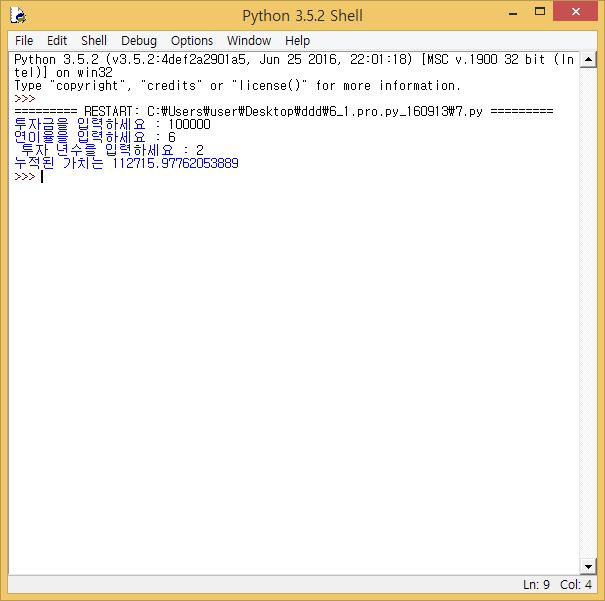 Python 3.5.2 Shell
File Edit Shell Debug Options Window Help
Python 3.5.2 (v3.5.2:4def2a2901a5, Jun 25 2016, 22:01:18) [MSC v.1900 32 bit (In
tel)] on win32
Type "copyright", "credits" or "license()" for more information.
>>>
========= RESTART: C:₩Users₩user₩Desktop₩ddd₩6_1.pro.py_160913₩7.py =========
투자금을 입력하세요 : 100000
연이율을 입력하세요 : 6
 투자 년수를 입력하세요 : 2
누적된 가치는 112715.97762053889
>>>
Ln: 9 Col: 4